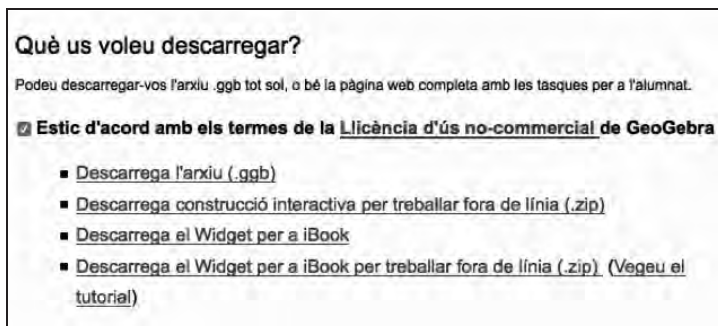 Què us voleu descarregar?
Podeu descarregar-vos l'arxiu .ggb tot sol, o bé la pàgina web completa amb les tasques per a l'alumnat.
Estic d'acord amb els termes de la Llicència d'ús no-commercial de GeoGebra
Descarrega l'arxiu (.ggb)
Descarrega construcció interactiva per treballar fora de línia (.zip)
Descarrega el Widget per a iBook
Descarrega el Widget per a iBook per treballar fora de línia (.zip) (Vegeu el
tutorial)